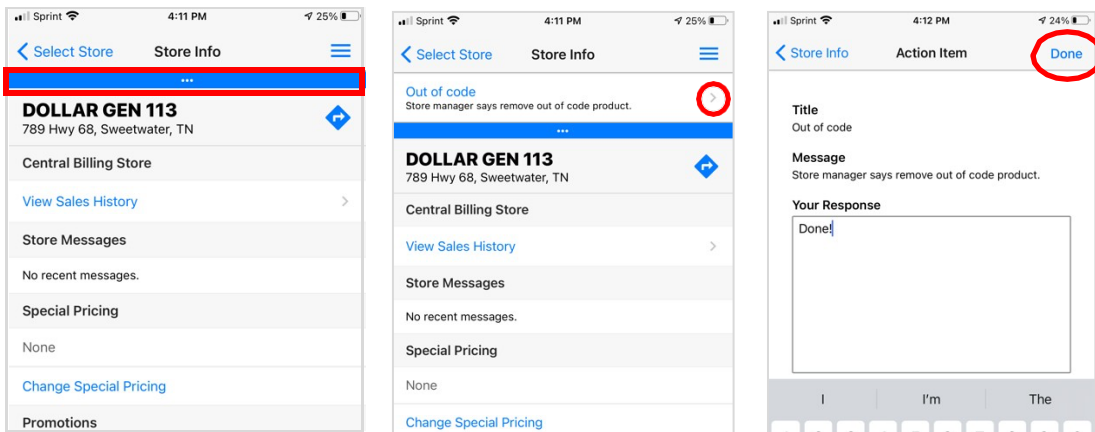 Sprint 4:11 PM 25%
Select Store Store Info
...
DOLLAR GEN 113
789 Hwy 68, Sweetwater, TN
Central Billing Store
View Sales History
Store Messages
No recent messages.
Special Pricing
None
Change Special Pricing
Promotions
Sprint 4:11 PM 25%
Select Store Store Info
Out of code
Store manager says remove out of code product.
...
DOLLAR GEN 113
789 Hwy 68, Sweetwater, TN
Central Billing Store
View Sales History
Store Messages
No recent messages.
Special Pricing
None
Change Special Pricing
Sprint 4:12 PM 24%
Store Info Action Item Done
Title
Out of code
Message
Store manager says remove out of code product.
Your Response
Done!
I I'm The